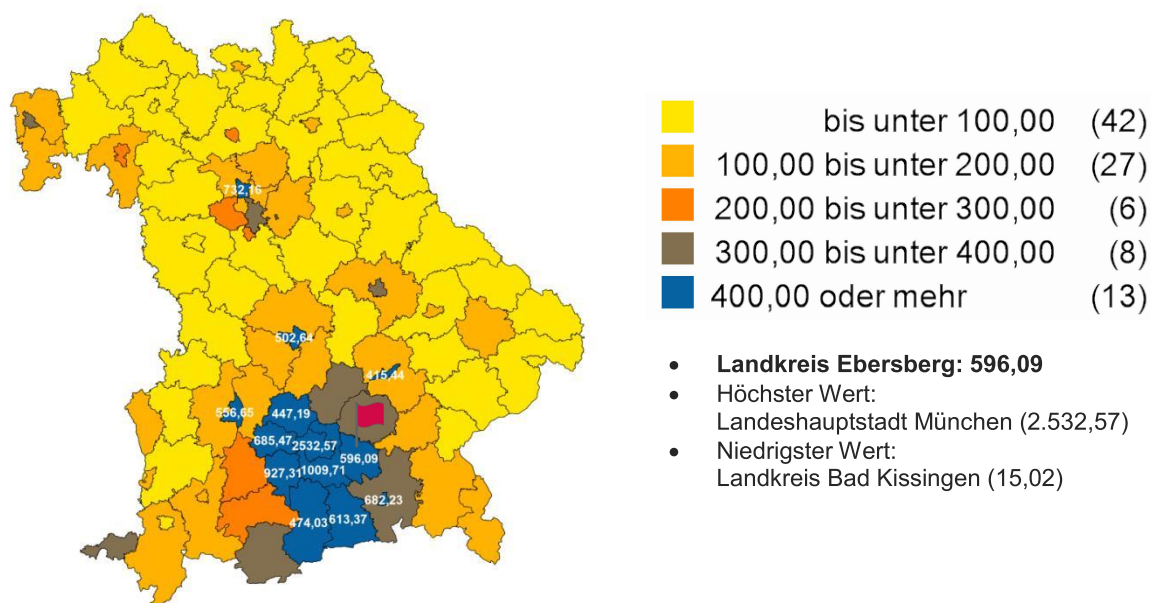 732,16
502,64
415,44
556,65
447,19
685,47
2532,57
596,09
927,31
1009,71
682,23
474,03
613,37
bis unter 100,00 (42)
100,00 bis unter 200,00 (27)
200,00 bis unter 300,00 (6)
300,00 bis unter 400,00 (8)
400,00 oder mehr (13)
• Landkreis Ebersberg: 596,09
• Höchster Wert:
Landeshauptstadt München (2.532,57)
• Niedrigster Wert:
Landkreis Bad Kissingen (15,02)